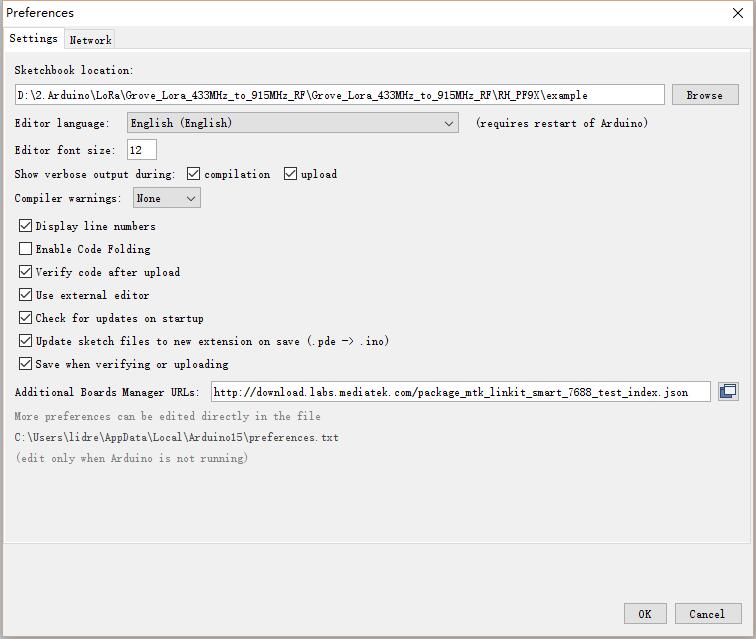 Preferences
Settings Network
Sketchbook location:
D:\2.Arduino\LoRa\Grove_Lora_433MHz_to_915MHz_RF\Grove_Lora_433MHz_to_915MHz_RF\RH_PF9X\example Browse
Editor language: English (English) (requires restart of Arduino)
Editor font size: 12
Show verbose output during: compilation upload
Compiler warnings: None
Display line numbers
Enable Code Folding
Verify code after upload
Use external editor
Check for updates on startup
Update sketch files to new extension on save (.pde -> .ino)
Save when verifying or uploading
Additional Boards Manager URLs: http://download.labs.mediatek.com/package_mtk_linkit_smart_7688_test_index.json
More preferences can be edited directly in the file
C:\Users\lidre\AppData\Local\Arduino15\preferences.txt
(edit only when Arduino is not running)
OK Cancel